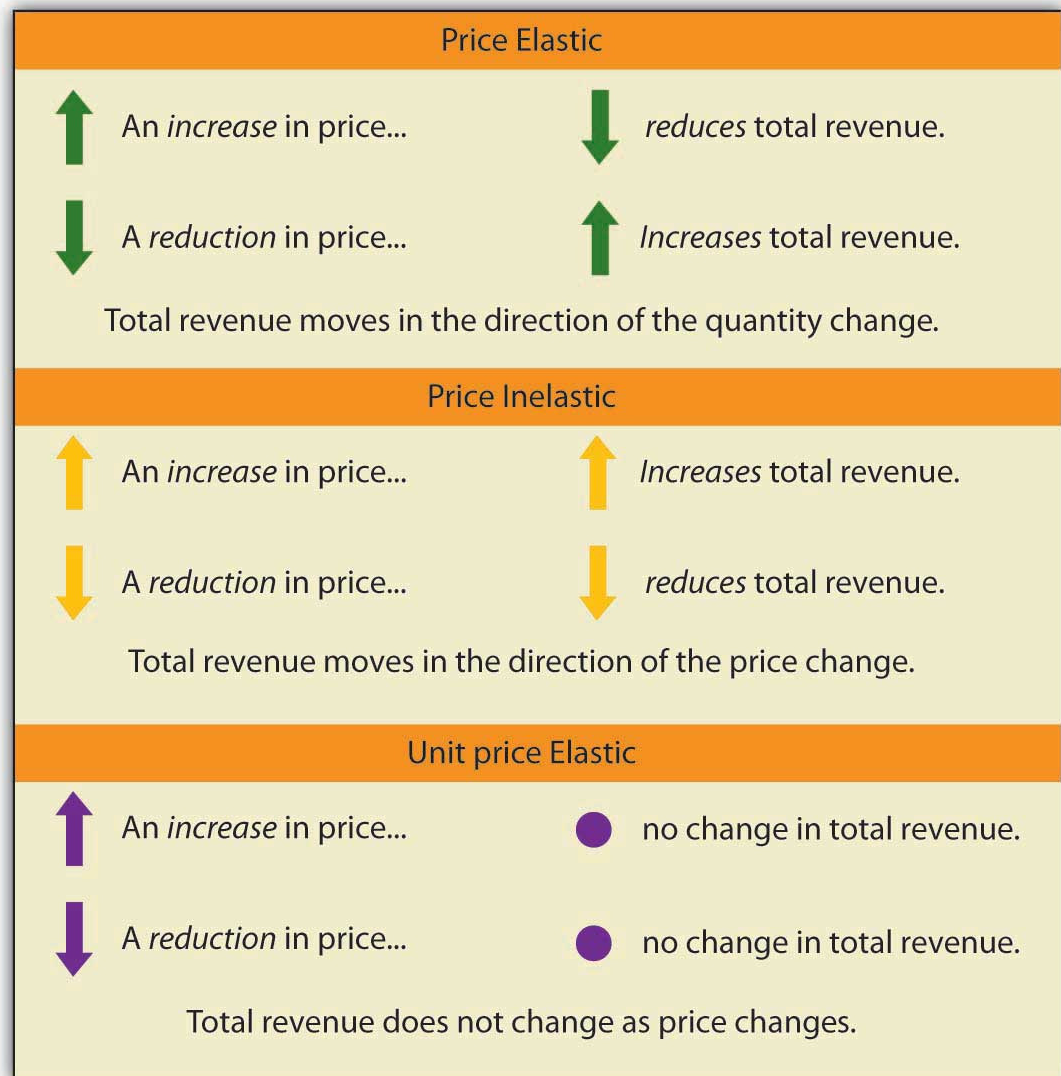 Price Elastic
An increase in price... reduces total revenue.
A reduction in price... Increases total revenue.
Total revenue moves in the direction of the quantity change.
Price Inelastic
An increase in price... Increases total revenue.
A reduction in price... reduces total revenue.
Total revenue moves in the direction of the price change.
Unit price Elastic
An increase in price... no change in total revenue.
A reduction in price... no change in total revenue.
Total revenue does not change as price changes.